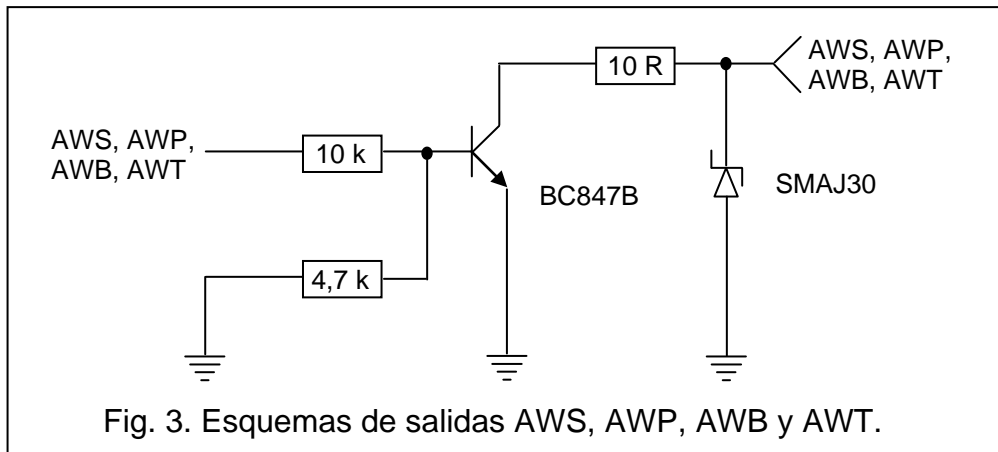 AWS, AWP,
AWB, AWT
10 R
AWS, AWP,
AWB, AWT
10 k
BC847B
SMAJ30
4,7 k
Fig. 3. Esquemas de salidas AWS, AWP, AWB y AWT.